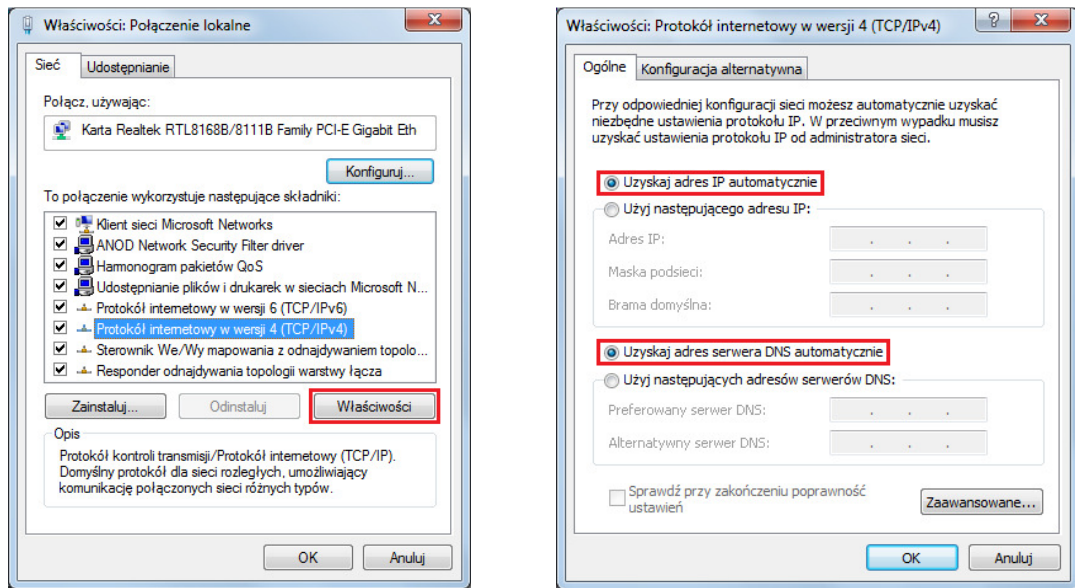 Właściwości: Połączenie lokalne
Sieć
Udostępnianie
Połącz, używając:
Karta Realtek RTL8168B/8111B Family PCI-E Gigabit Eth
Konfiguruj...
To połączenie wykorzystuje następujące składniki:
Klient sieci Microsoft Networks
ANOD Network Security Filter driver
Harmonogram pakietów QoS
Udostępnianie plików i drukarek w sieciach Microsoft N...
Protokół internetowy w wersji 6 (TCP/IPv6)
Protokół internetowy w wersji 4 (TCP/IPv4)
Sterownik We/Wy mapowania z odnajdywaniem topolo...
Responder odnajdywania topologii warstwy łącza
Zainstaluj...
Odinstaluj
Właściwości
Opis
Protokół kontroli transmisji/Protokół internetowy (TCP/IP).
Domyślny protokół dla sieci rozległych, umożliwiający
komunikację połączonych sieci różnych typów.
OK
Anuluj
Właściwości: Protokół internetowy w wersji 4 (TCP/IPv4)
Ogólne
Konfiguracja alternatywna
Przy odpowiedniej konfiguracji sieci możesz automatycznie uzyskać
niezbędne ustawienia protokołu IP. W przeciwnym wypadku musisz
uzyskać ustawienia protokołu IP od administratora sieci.
Uzyskaj adres IP automatycznie
Użyj następującego adresu IP:
Adres IP:
Maska podsieci:
Brama domyślna:
Uzyskaj adres serwera DNS automatycznie
Użyj następujących adresów serwerów DNS:
Preferowany serwer DNS:
Alternatywny serwer DNS:
Sprawdź przy zakończeniu poprawność
ustawień
Zaawansowane...
OK
Anuluj